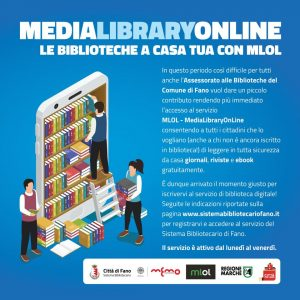 MEDIALIBRARYONLINE
LE BIBLIOTECHE A CASA TUA CON MLOL
In questo periodo così difficile per tutti
anche l'Assessorato alle Biblioteche del
Comune di Fano vuol dare un piccolo
contributo rendendo più immediato
l'accesso al servizio
MLOL - MediaLibraryOnLine
consentendo a tutti i cittadini che lo
vogliano (anche a chi non è ancora iscritto
in biblioteca!) di leggere in tutta sicurezza
da casa giornali, riviste e ebook
gratuitamente.
È dunque arrivato il momento giusto per
iscriversi al servizio di biblioteca digitale!
Seguite le indicazioni riportate sulla
pagina www.sistemabibliotecariofano.it
per registrarvi e accedere al servizio del
Sistema Bibliotecario di Fano.
Il servizio è attivo dal lunedì al venerdì.
Città di Fano
Sistema Bibliotecario
memo
mlol
REGIONE
MARCHE